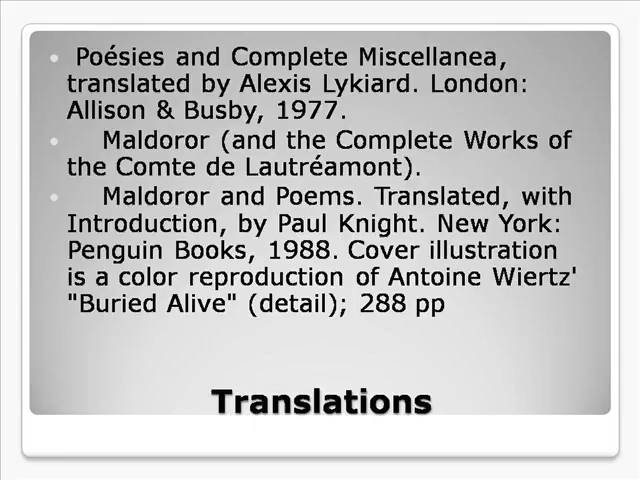 Poésies and Complete Miscellanea,
translated by Alexis Lykiard. London:
Allison & Busby, 1977.
Maldoror (and the Complete Works of
the Comte de Lautréamont).
Maldoror and Poems. Translated, with
Introduction, by Paul Knight. New York:
Penguin Books, 1988. Cover illustration
is a color reproduction of Antoine Wiertz'
"Buried Alive" (detail); 288 pp
Translations